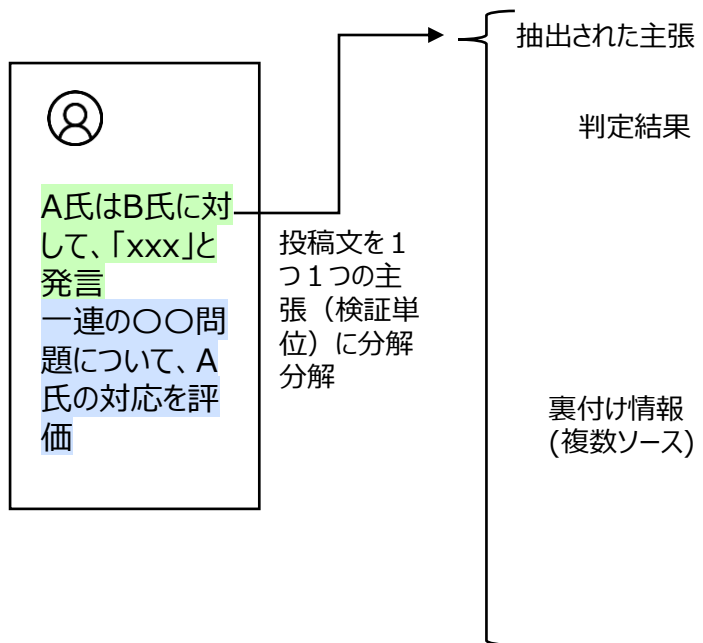 抽出された主張
判定結果
A氏はB氏に対
して、「xxx」と
発言
一連の〇〇問
題について、A
氏の対応を評
価
投稿文を１
つ１つの主
張（検証単
位）に分解
分解
裏付け情報
(複数ソース)